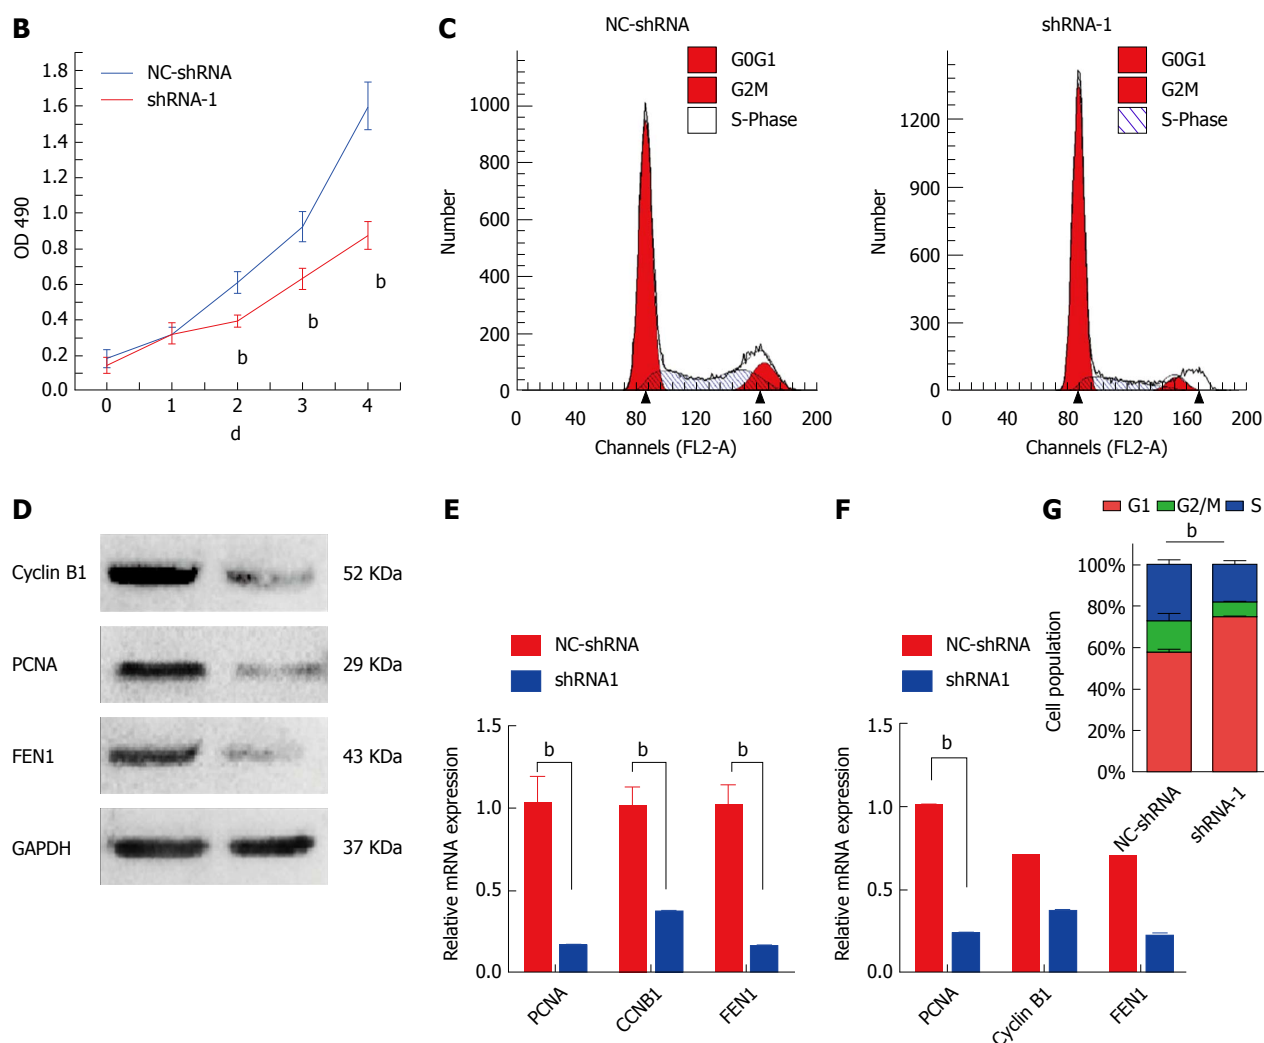 B
NC-shRNA
shRNA-1
OD 490
1.8
1.6
1.4
1.2
1.0
0.8
0.6
0.4
0.2
0.0
b
b
b
0 1 2 3 4
d
C
NC-shRNA
G0G1
G2M
S-Phase
Number
1000
800
600
400
200
0
0 40 80 120 162 200
Channels (FL2-A)
shRNA-1
G0G1
G2M
S-Phase
Number
1200
900
600
300
0
0 40 80 120 160 200
Channels (FL2-A)
D
Cyclin B1 52 KDa
PCNA 29 KDa
FEN1 43 KDa
GAPDH 37 KDa
E
NC-shRNA
shRNA1
Relative mRNA expression
1.5
1.0
0.5
0.0
b b b
PCNA CCNB1 FEN1
F
NC-shRNA
shRNA1
Relative mRNA expression
1.5
1.0
0.5
0.0
b
PCNA Cyclin B1 FEN1
G
G1 G2/M S
b
Cell population
100%
80%
60%
40%
20%
0%
NC-shRNA shRNA-1